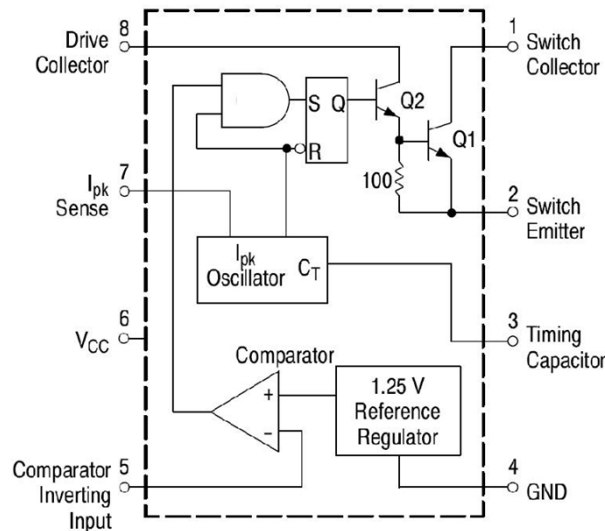 8
Drive
Collector
1
Switch
Collector
S Q
Q2
Q1
R
100
7
Ipk
Sense
2
Switch
Emitter
Ipk
Oscillator
CT
6
VCC
3
Timing
Capacitor
Comparator
+
−
1.25 V
Reference
Regulator
5
Comparator
Inverting
Input
4
GND